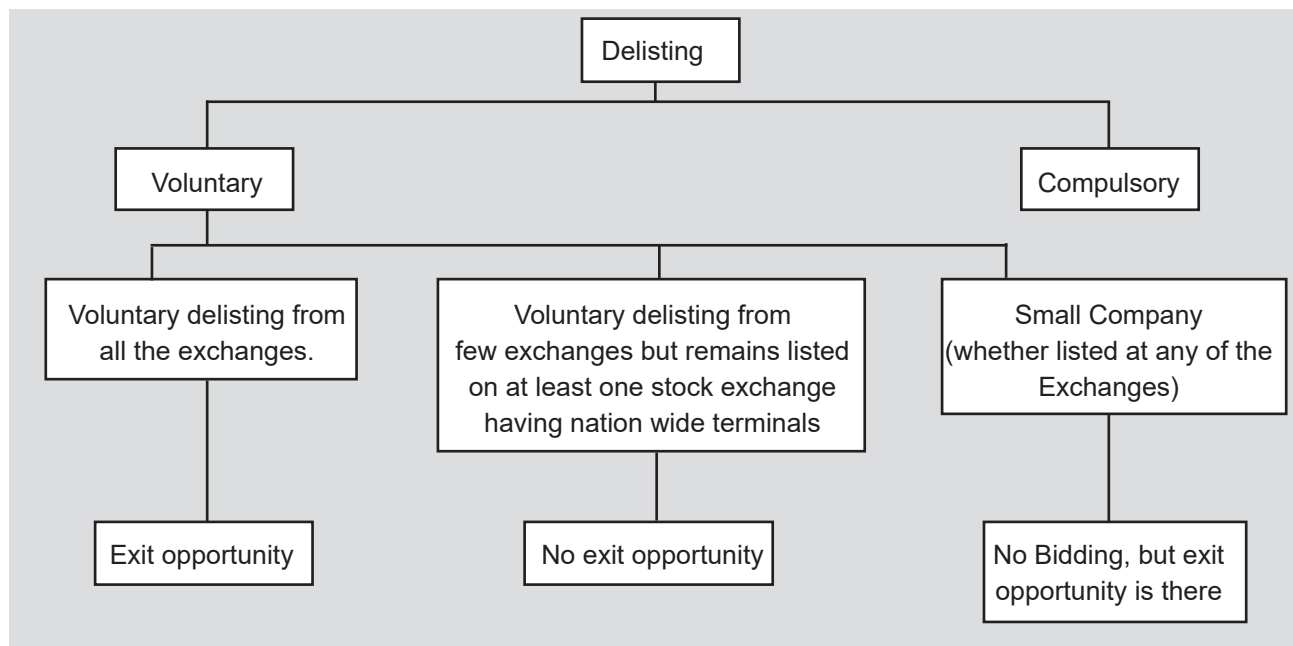 Delisting
Voluntary
Compulsory
Voluntary delisting from
all the exchanges.
Voluntary delisting from
few exchanges but remains listed
on at least one stock exchange
having nation wide terminals
Small Company
(whether listed at any of the
Exchanges)
Exit opportunity
No exit opportunity
No Bidding, but exit
opportunity is there